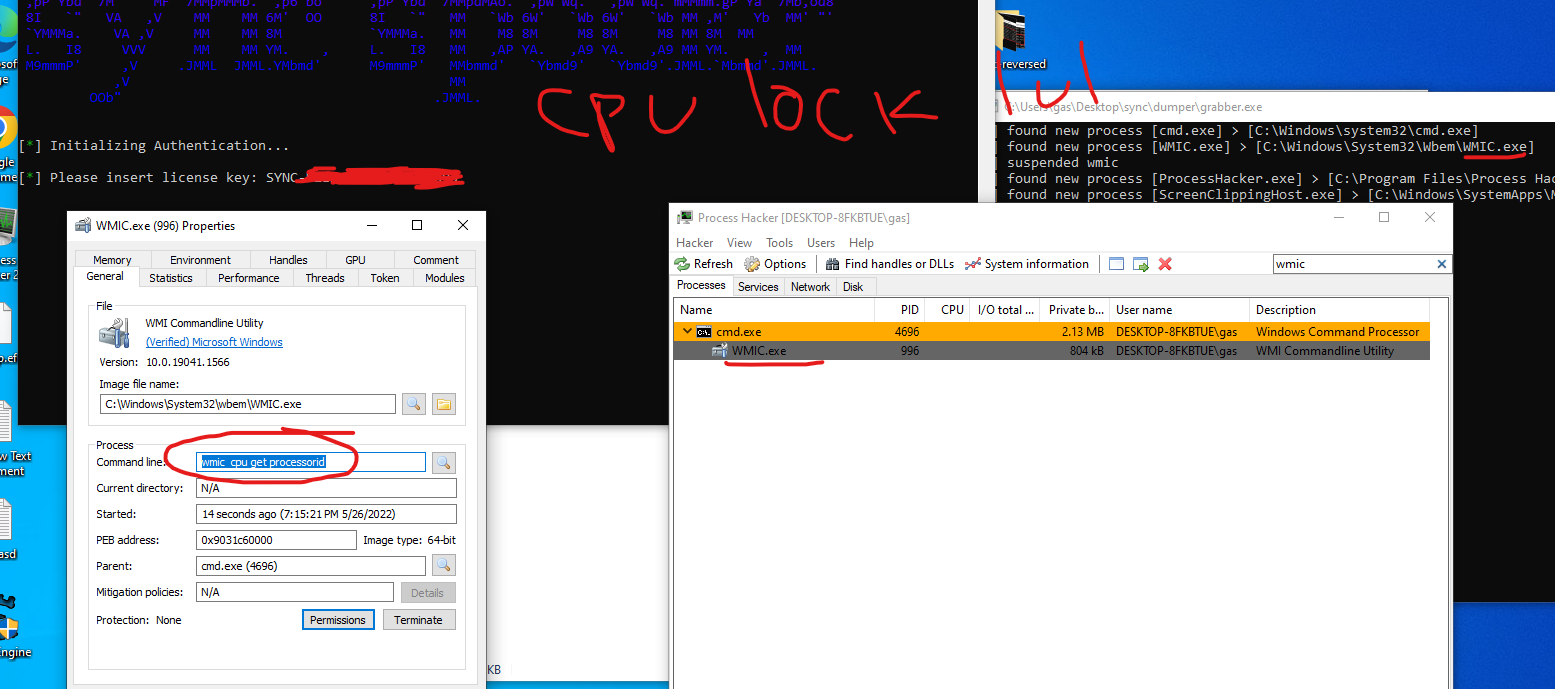 cpu lock
lul
[*] Initializing Authentication...
[*] Please insert license key: SYNC-
reversed
C:\Users\gas\Desktop\sync\dumper\grabber.exe
] found new process [cmd.exe] > [C:\Windows\system32\cmd.exe]
] found new process [WMIC.exe] > [C:\Windows\System32\Wbem\WMIC.exe]
] suspended wmic
] found new process [ProcessHacker.exe] > [C:\Program Files\Process Hac
] found new process [ScreenClippingHost.exe] > [C:\Windows\SystemApps\M
WMIC.exe (996) Properties
Memory Environment Handles GPU Comment
General Statistics Performance Threads Token Modules
File
WMI Commandline Utility
(Verified) Microsoft Windows
Version: 10.0.19041.1566
Image file name:
C:\Windows\System32\wbem\WMIC.exe
Process
Command line: wmic cpu get processorid
Current directory: N/A
Started: 14 seconds ago (7:15:21 PM 5/26/2022)
PEB address: 0x9031c60000 Image type: 64-bit
Parent: cmd.exe (4696)
Mitigation policies: N/A Details
Protection: None Permissions Terminate
KB
Process Hacker [DESKTOP-8FKBTUE\gas]
Hacker View Tools Users Help
Refresh Options Find handles or DLLs System information wmic
Processes Services Network Disk
Name PID CPU I/O total ... Private b... User name Description
cmd.exe 4696 2.13 MB DESKTOP-8FKBTUE\gas Windows Command Processor
WMIC.exe 996 804 kB DESKTOP-8FKBTUE\gas WMI Commandline Utility